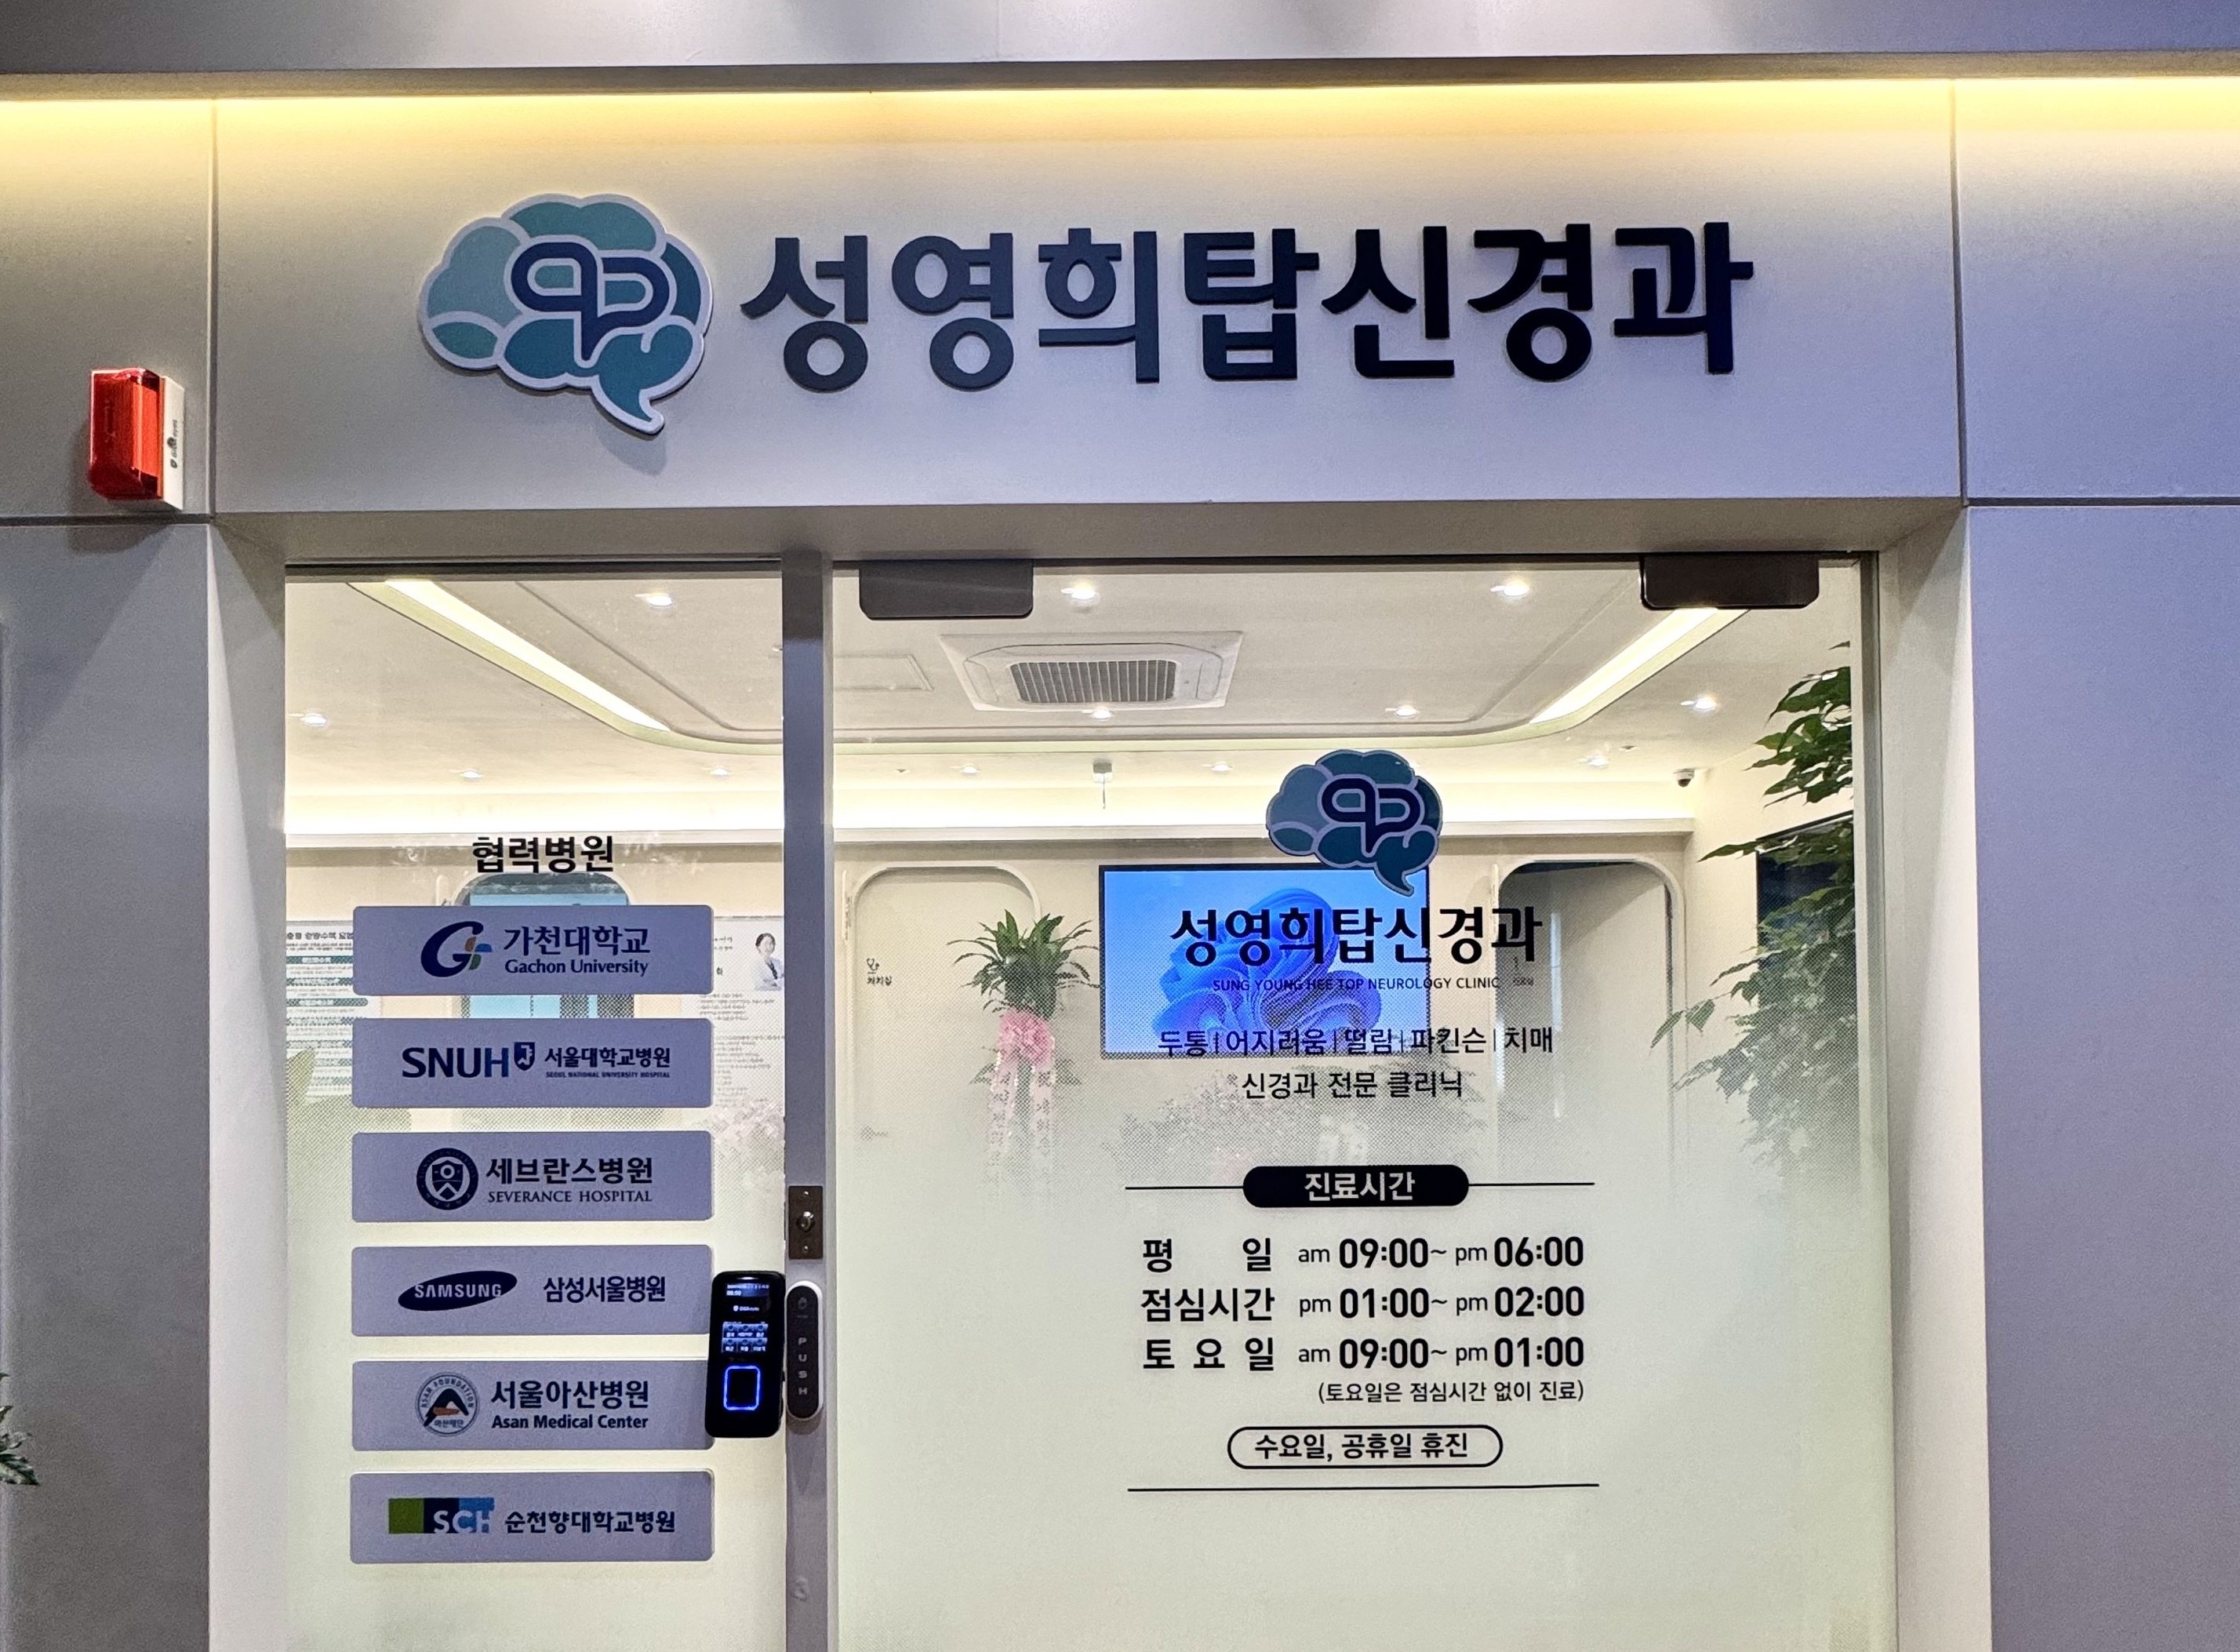 성영희탑신경과
협력병원
가천대학교
Gachon University
SNUH 서울대학교병원
SEOUL NATIONAL UNIVERSITY HOSPITAL
세브란스병원
SEVERANCE HOSPITAL
SAMSUNG 삼성서울병원
서울아산병원
Asan Medical Center
SCH 순천향대학교병원
PUSH
처치실
성영희탑신경과
SUNG YOUNG HEE TOP NEUROLOGY CLINIC
두통 | 어지러움 | 떨림 | 파킨슨 | 치매
신경과 전문 클리닉
진료시간
평 일 am 09:00~ pm 06:00
점심시간 pm 01:00~ pm 02:00
토 요 일 am 09:00~ pm 01:00
(토요일은 점심시간 없이 진료)
수요일, 공휴일 휴진